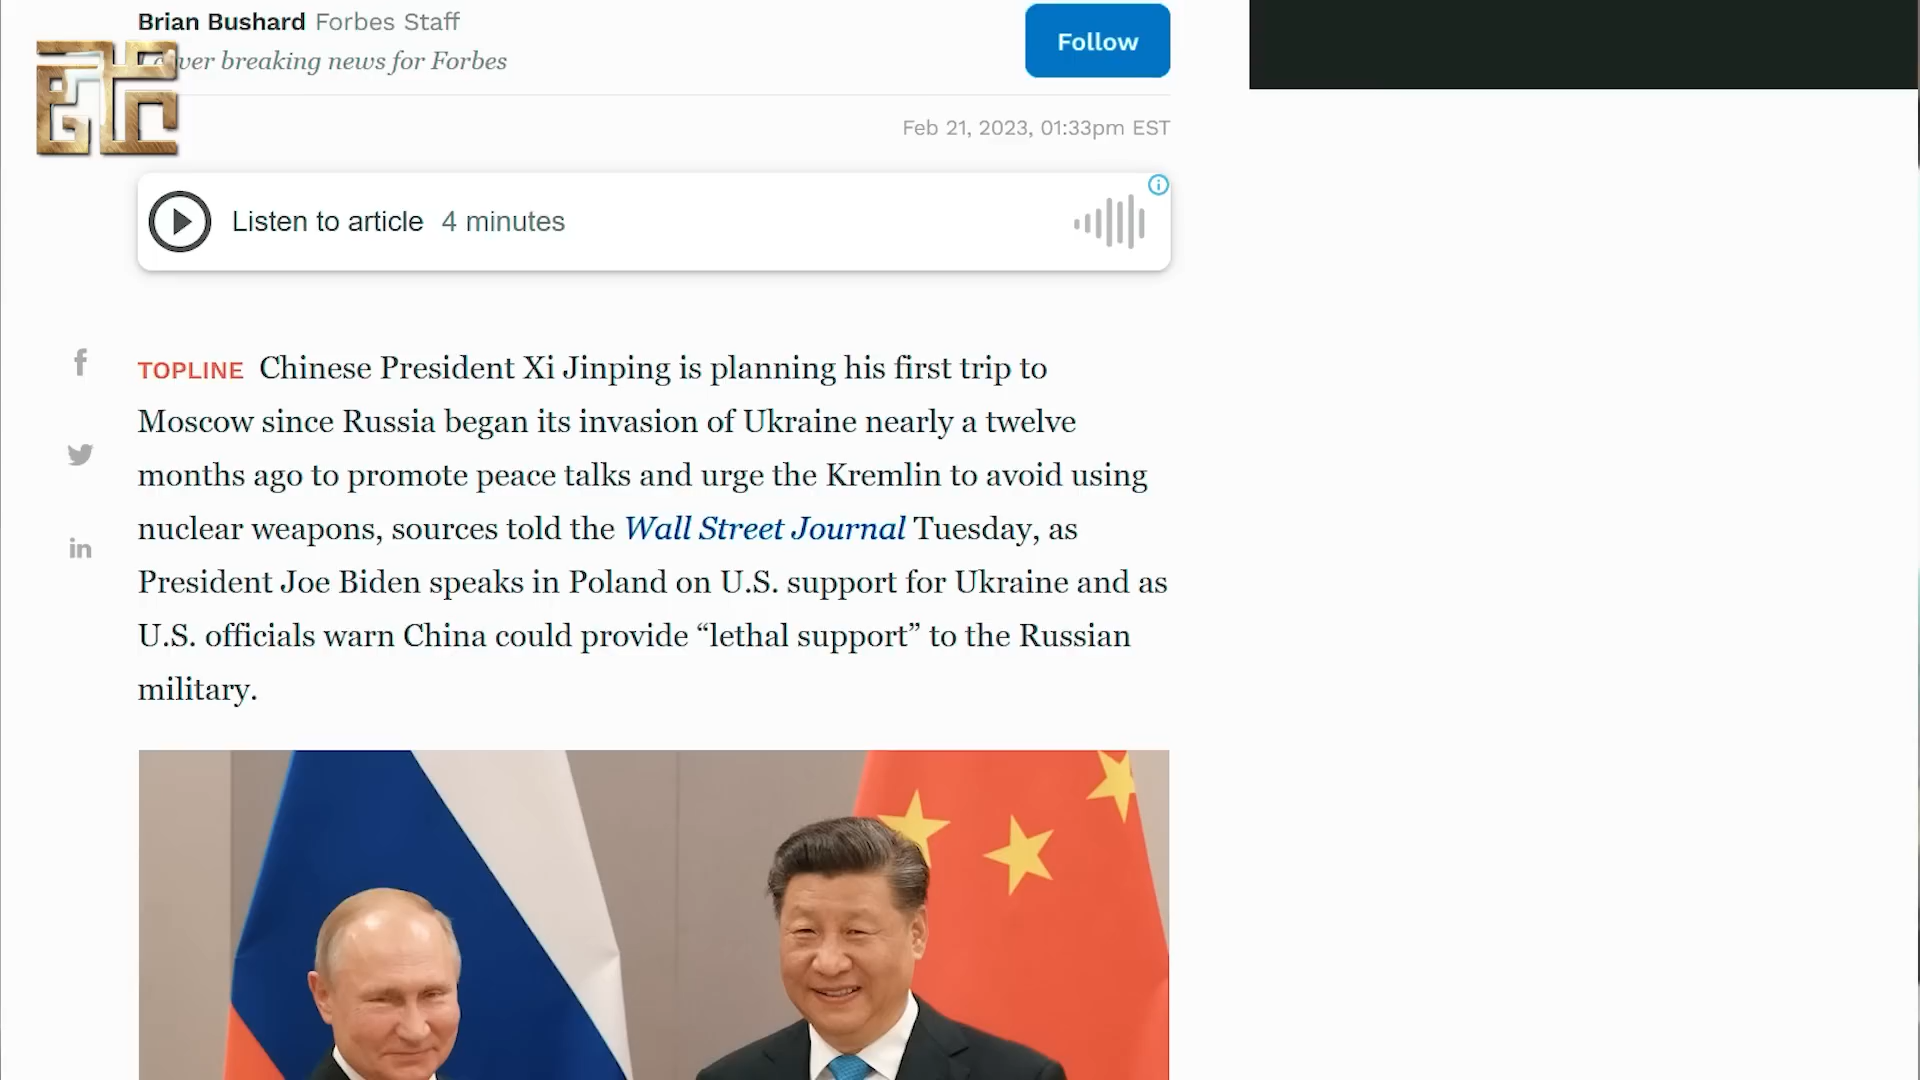 Brian Bushard Forbes Staff
ver breaking news for Forbes
Follow
Feb 21, 2023, 01:33pm EST
Listen to article 4 minutes
TOPLINE Chinese President Xi Jinping is planning his first trip to
Moscow since Russia began its invasion of Ukraine nearly a twelve
months ago to promote peace talks and urge the Kremlin to avoid using
nuclear weapons, sources told the Wall Street Journal Tuesday, as
President Joe Biden speaks in Poland on U.S. support for Ukraine and as
U.S. officials warn China could provide “lethal support” to the Russian
military.